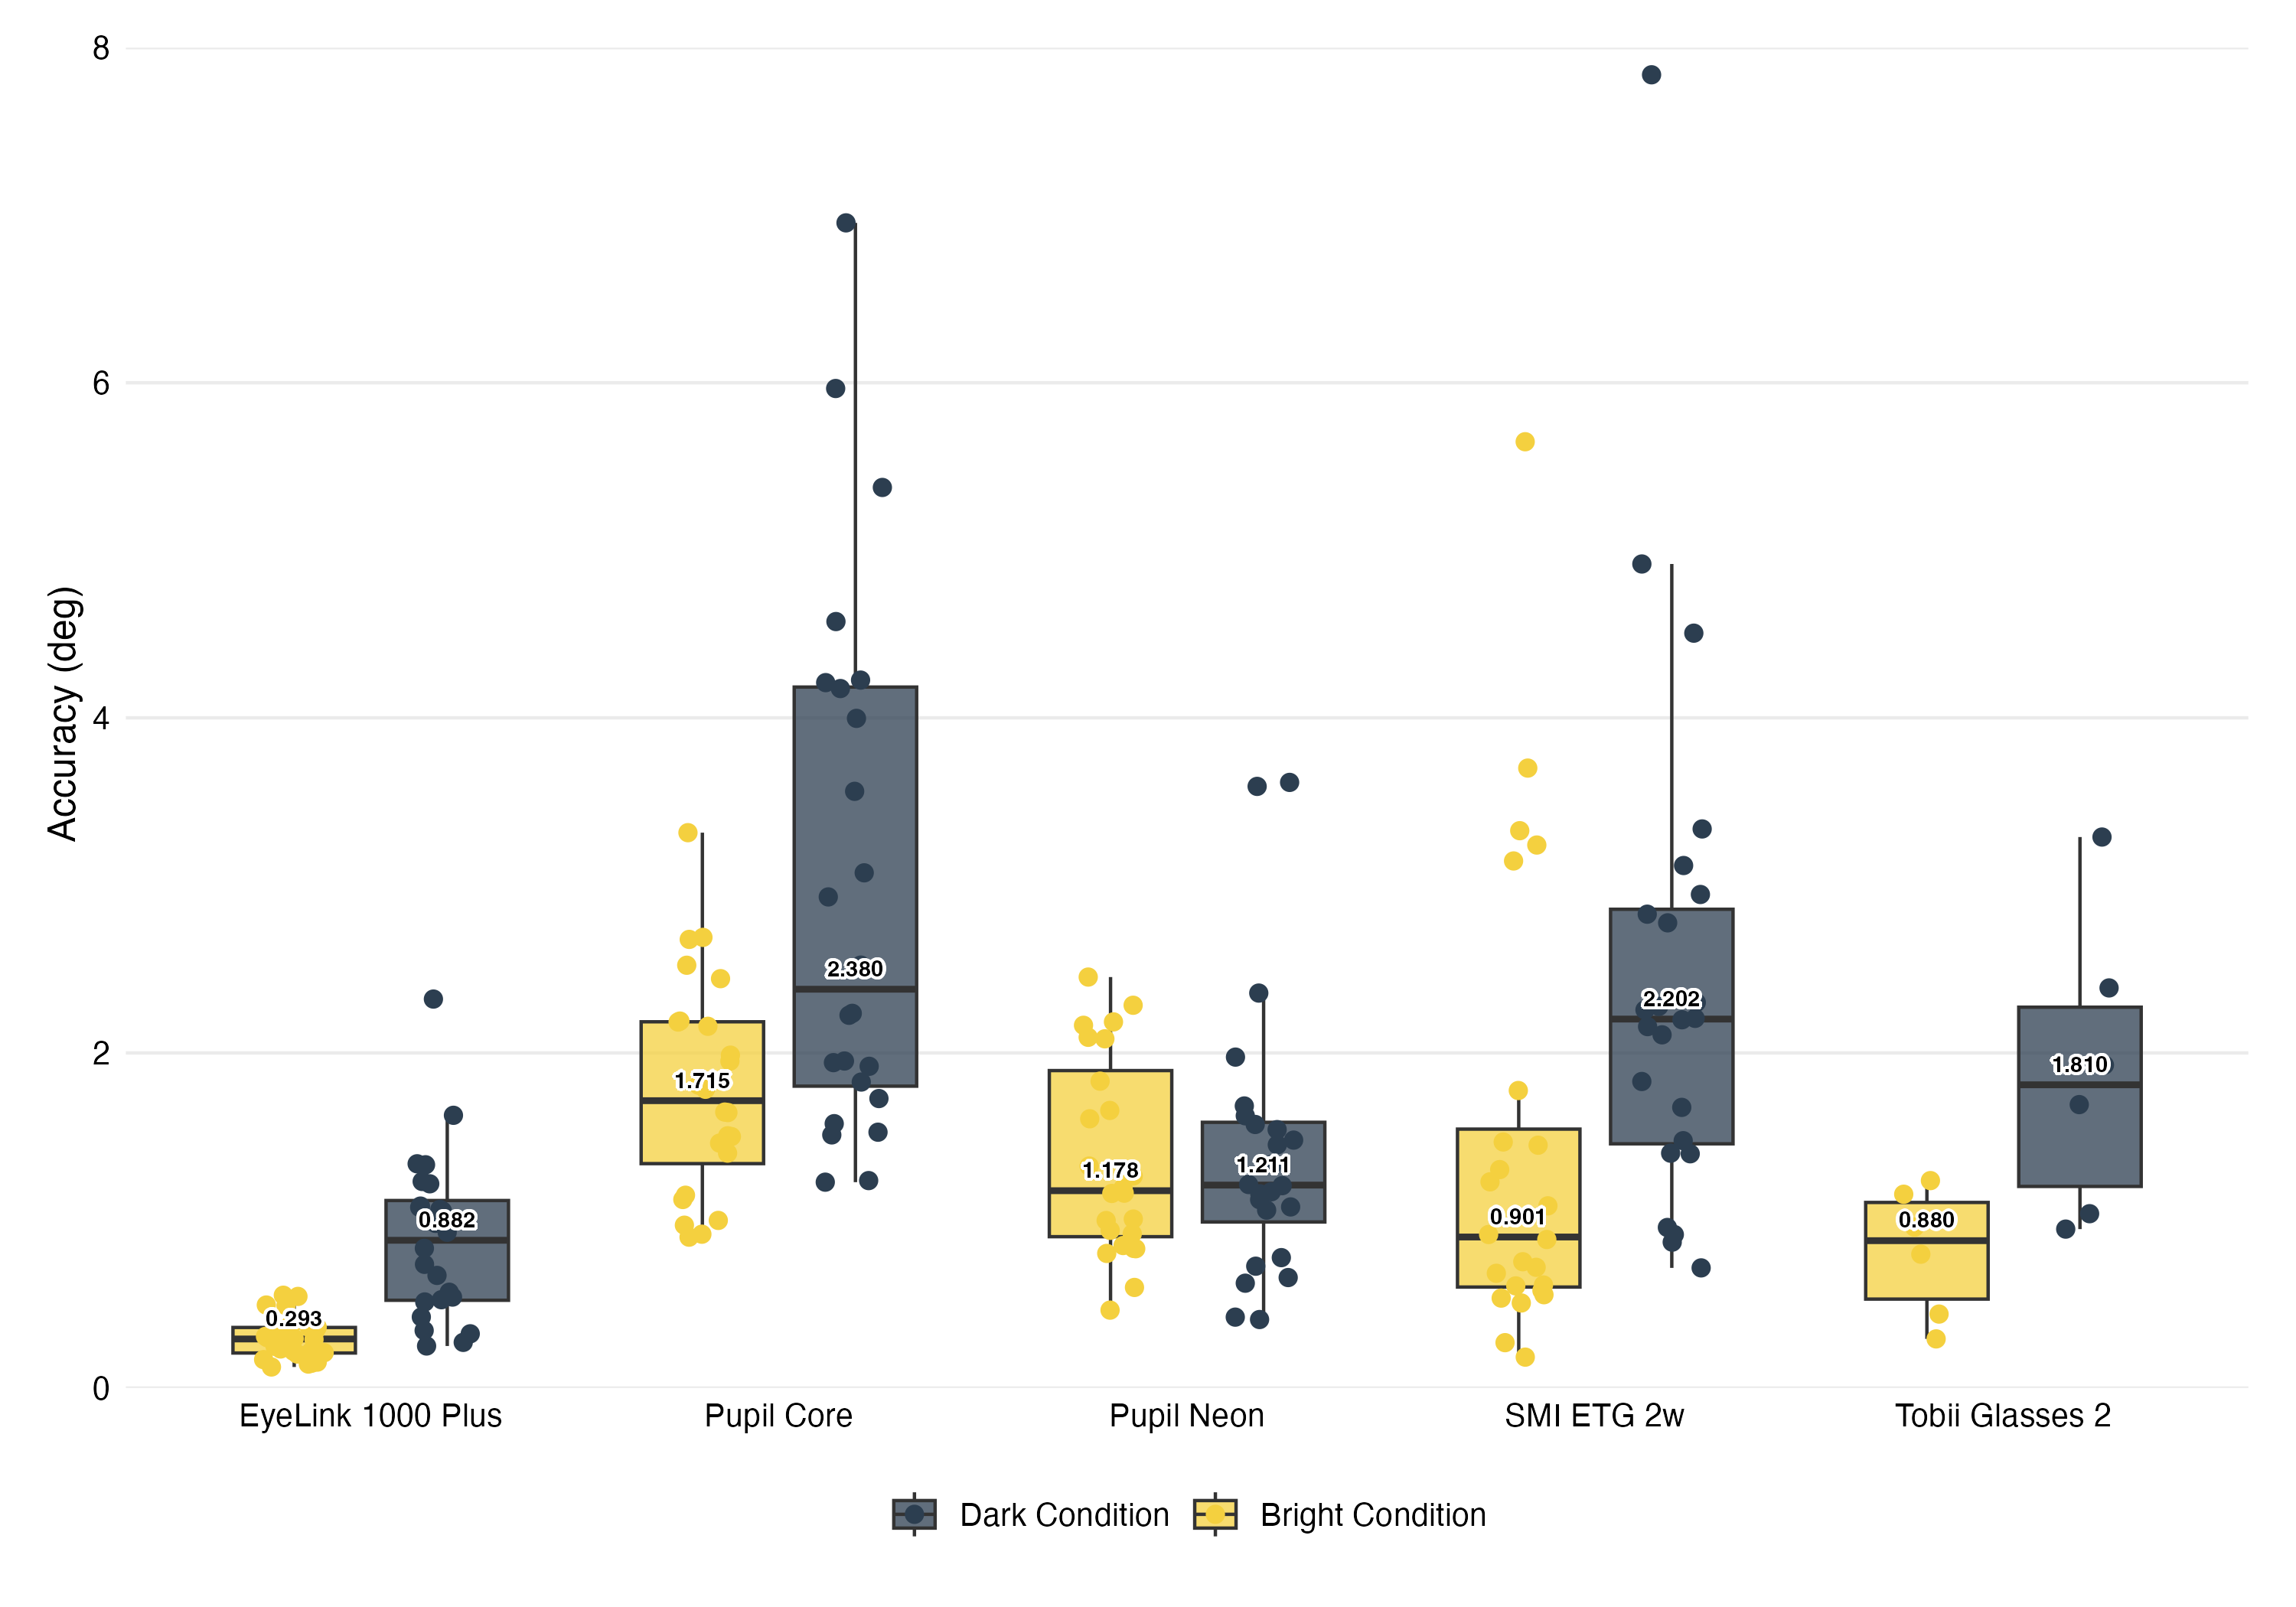 Accuracy (deg)
8
6
4
2
0
0.293
0.882
1.715
2.380
1.178
1.211
0.901
2.202
0.880
1.810
EyeLink 1000 Plus
Pupil Core
Pupil Neon
SMI ETG 2w
Tobii Glasses 2
Dark Condition
Bright Condition